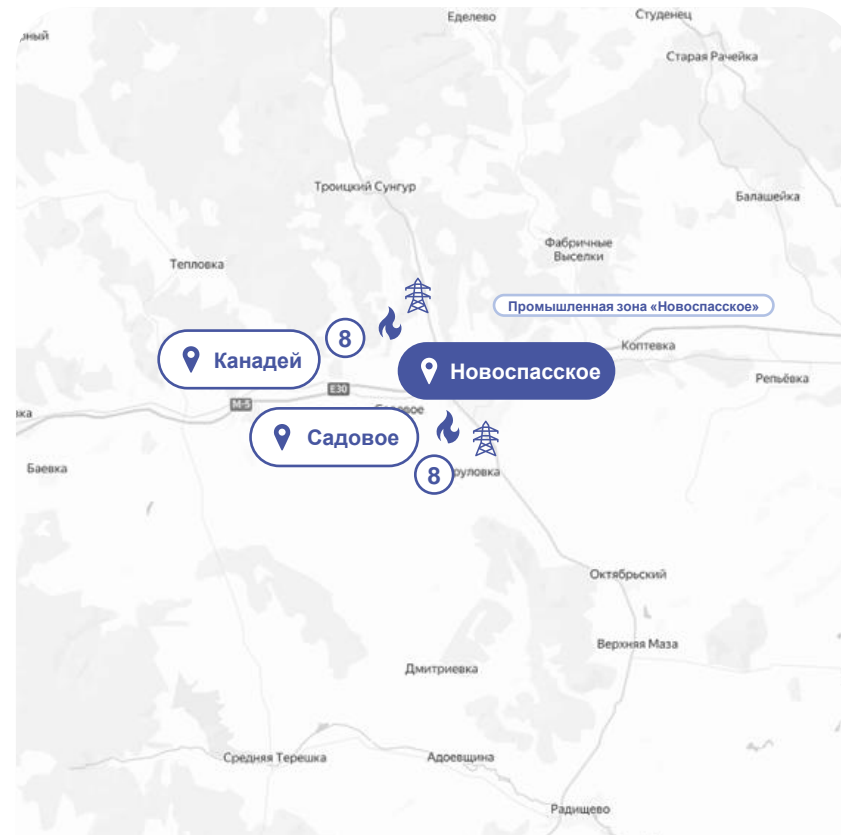 Еделево
Студенец
Старая Рачейка
Троицкий Сунгур
Балашейка
Фабричные
Выселки
Тепловка
Промышленная зона «Новоспасское»
8
Канадей
Коптевка
Новоспасское
Репьёвка
E30
М-5
Садовое
Баевка
8
Октябрьский
Верхняя Маза
Дмитриевка
Средняя Терешка
Адоевщина
Радищево